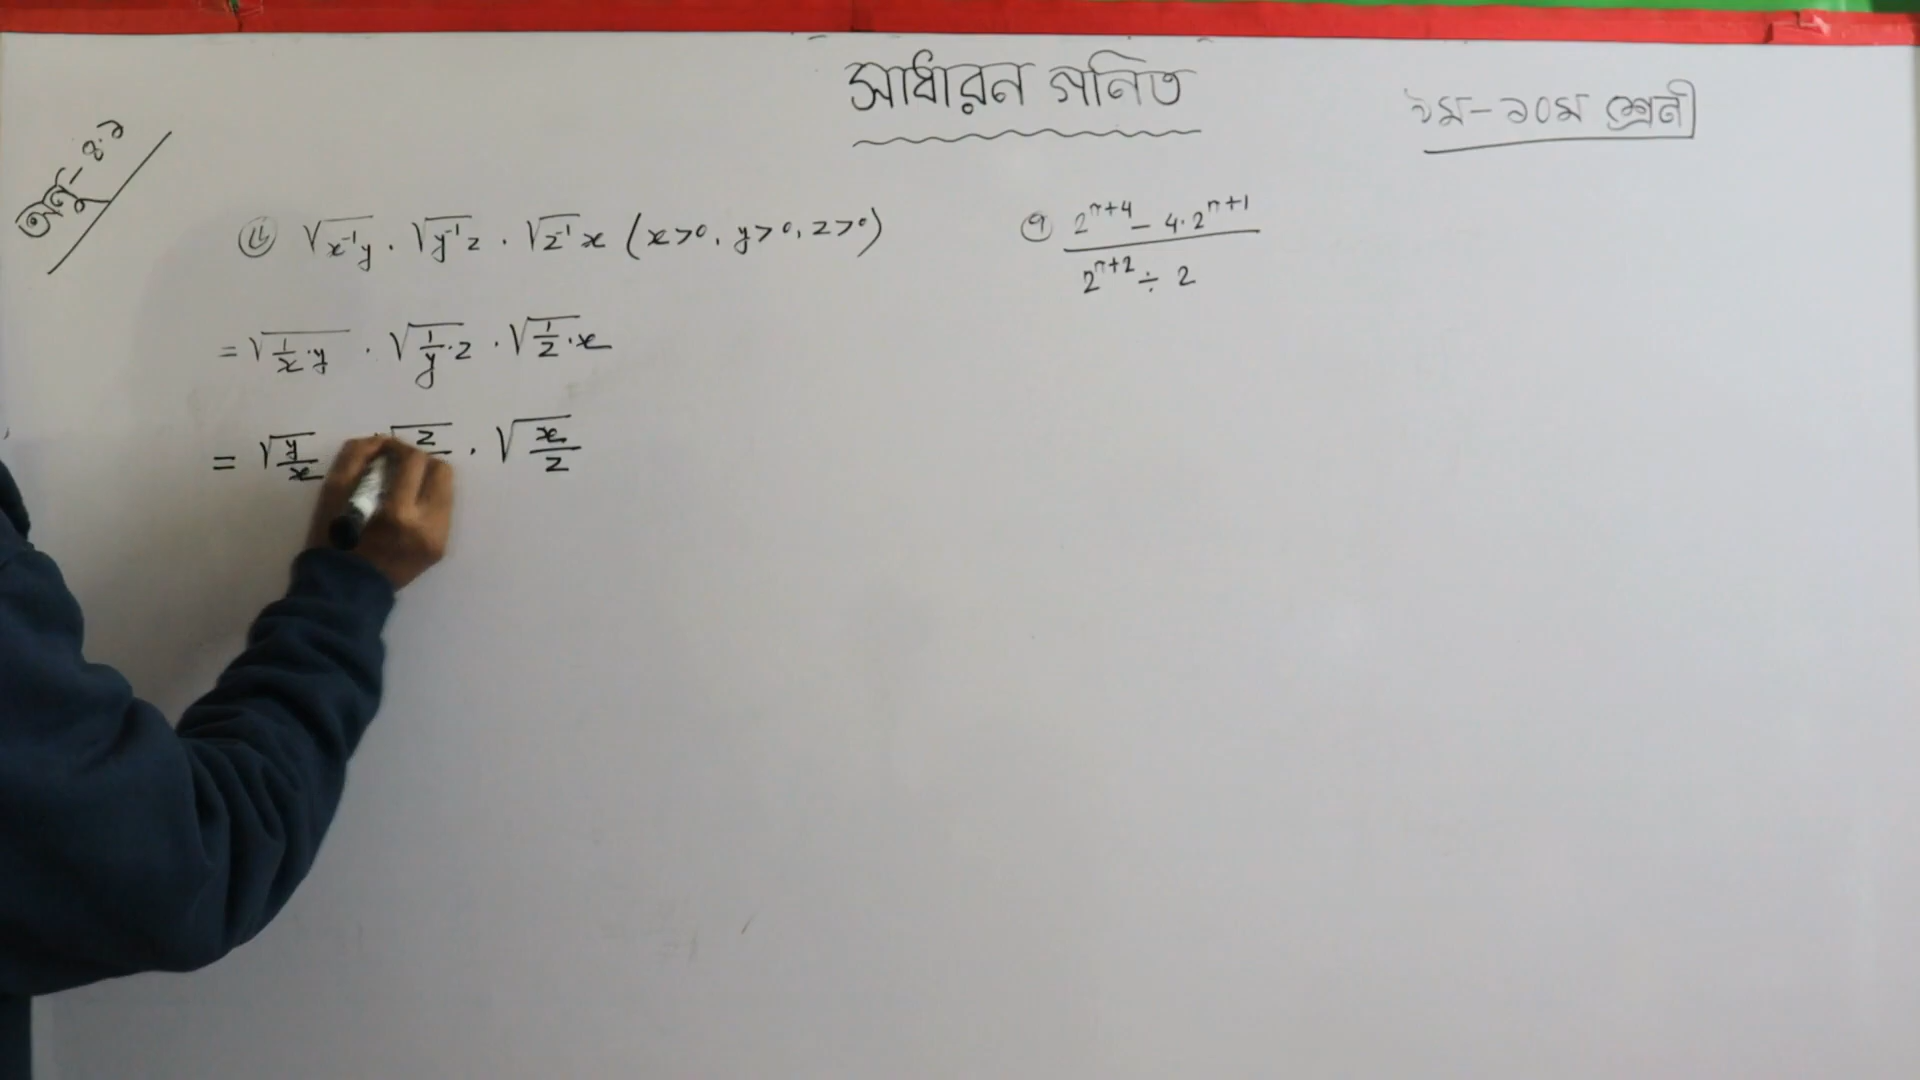 সাধারন গনিত
৯ম-১০ম শ্রেনী
অনু-৪.১
৬ √x⁻¹y . √y⁻¹z . √z⁻¹x (x>0, y>0, z>0)
= √1/x·y . √1/y·z . √1/z·x
= √y/x . √z . √x/z
৭ 2ⁿ⁺⁴ - 4·2ⁿ⁺¹
2ⁿ⁺² ÷ 2